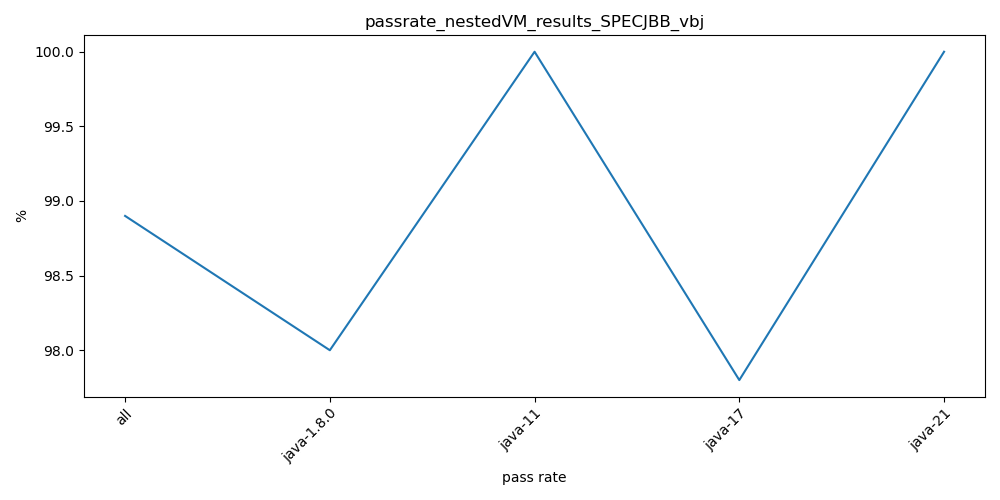 passrate_nestedVM_results_SPECJBB_vbj
100.0
99.5
99.0
98.5
98.0
%
all
java-1.8.0
java-11
java-17
java-21
pass rate